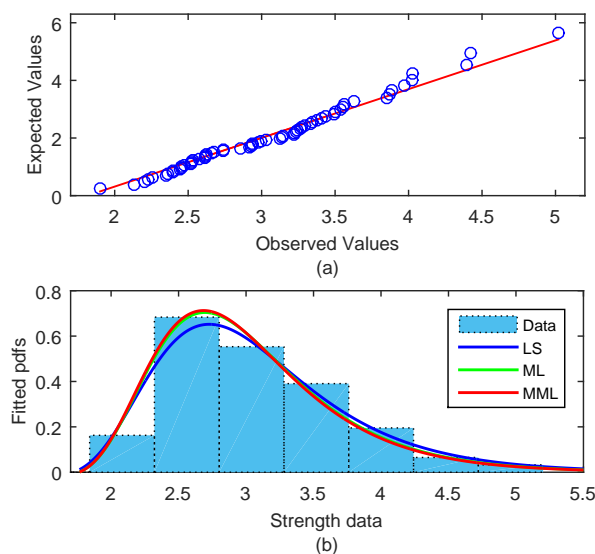 6
4
2
0
Expected Values
2 2.5 3 3.5 4 4.5 5
Observed Values
(a)
0.8
0.6
0.4
0.2
0
Fitted pdfs
Data
LS
ML
MML
2 2.5 3 3.5 4 4.5 5 5.5
Strength data
(b)